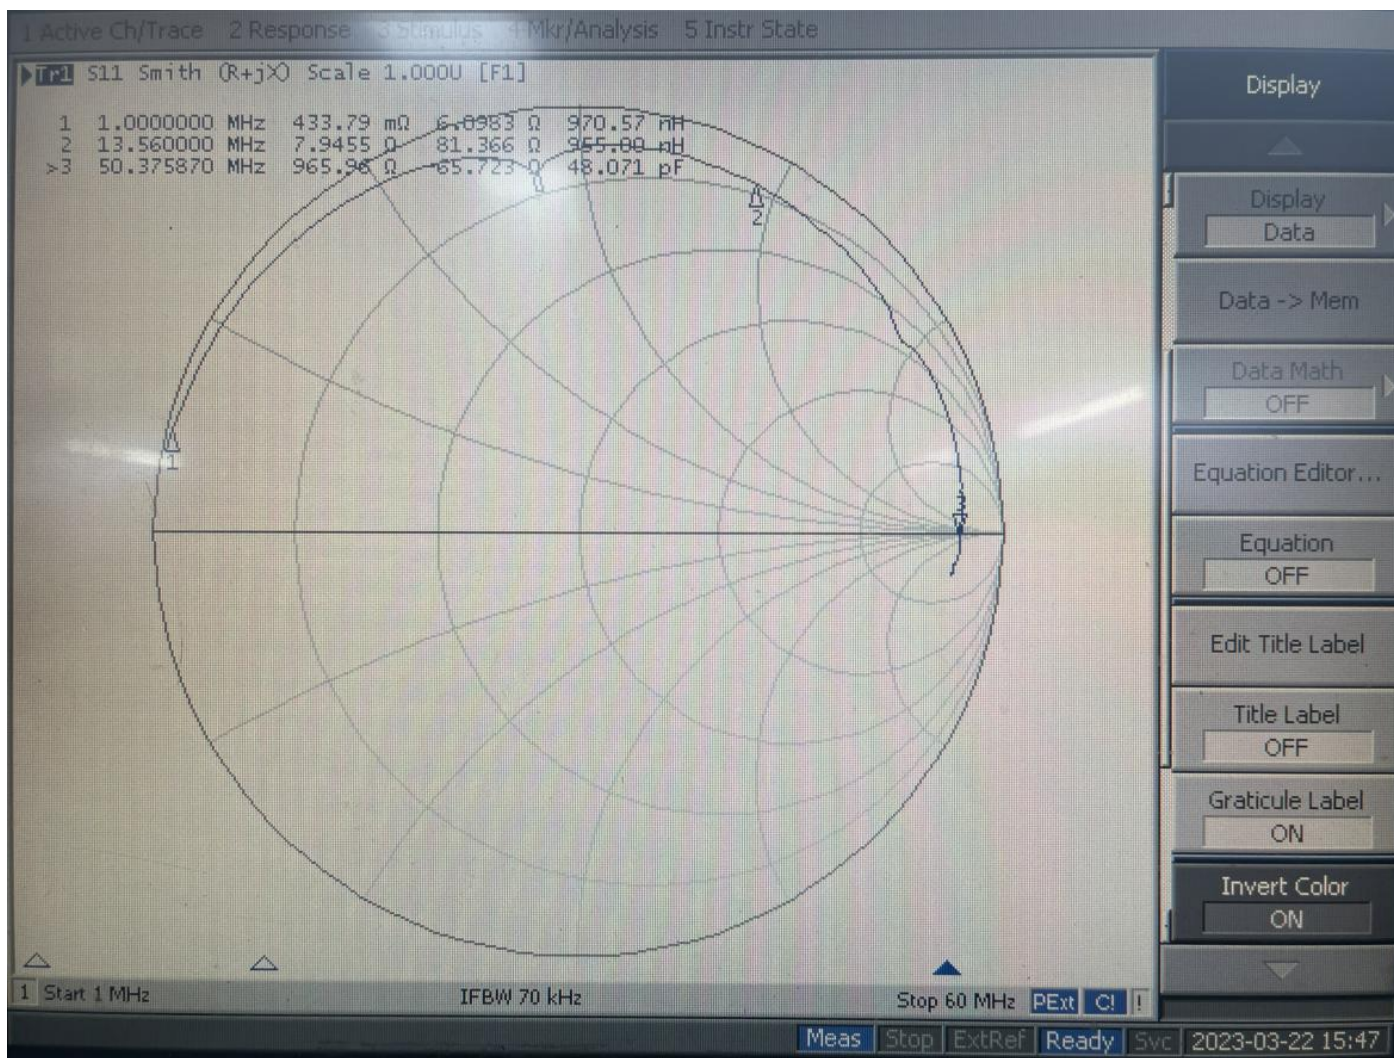 1 Active Ch/Trace 2 Response 3 Stimulus 4 Mkr/Analysis 5 Instr State
Tr1 S11 Smith (R+jX) Scale 1.000U [F1]
1 1.0000000 MHz 433.79 mΩ 6.0983 Ω 970.57 nH
2 13.560000 MHz 7.9455 Ω 81.366 Ω 955.00 nH
>3 50.375870 MHz 965.96 Ω -65.723 Ω 48.071 pF
2
1
3
Display
Display
Data
Data -> Mem
Data Math
OFF
Equation Editor...
Equation
OFF
Edit Title Label
Title Label
OFF
Graticule Label
ON
Invert Color
ON
1 Start 1 MHz IFBW 70 kHz Stop 60 MHz PExt C! !
Meas Stop ExtRef Ready Svc 2023-03-22 15:47